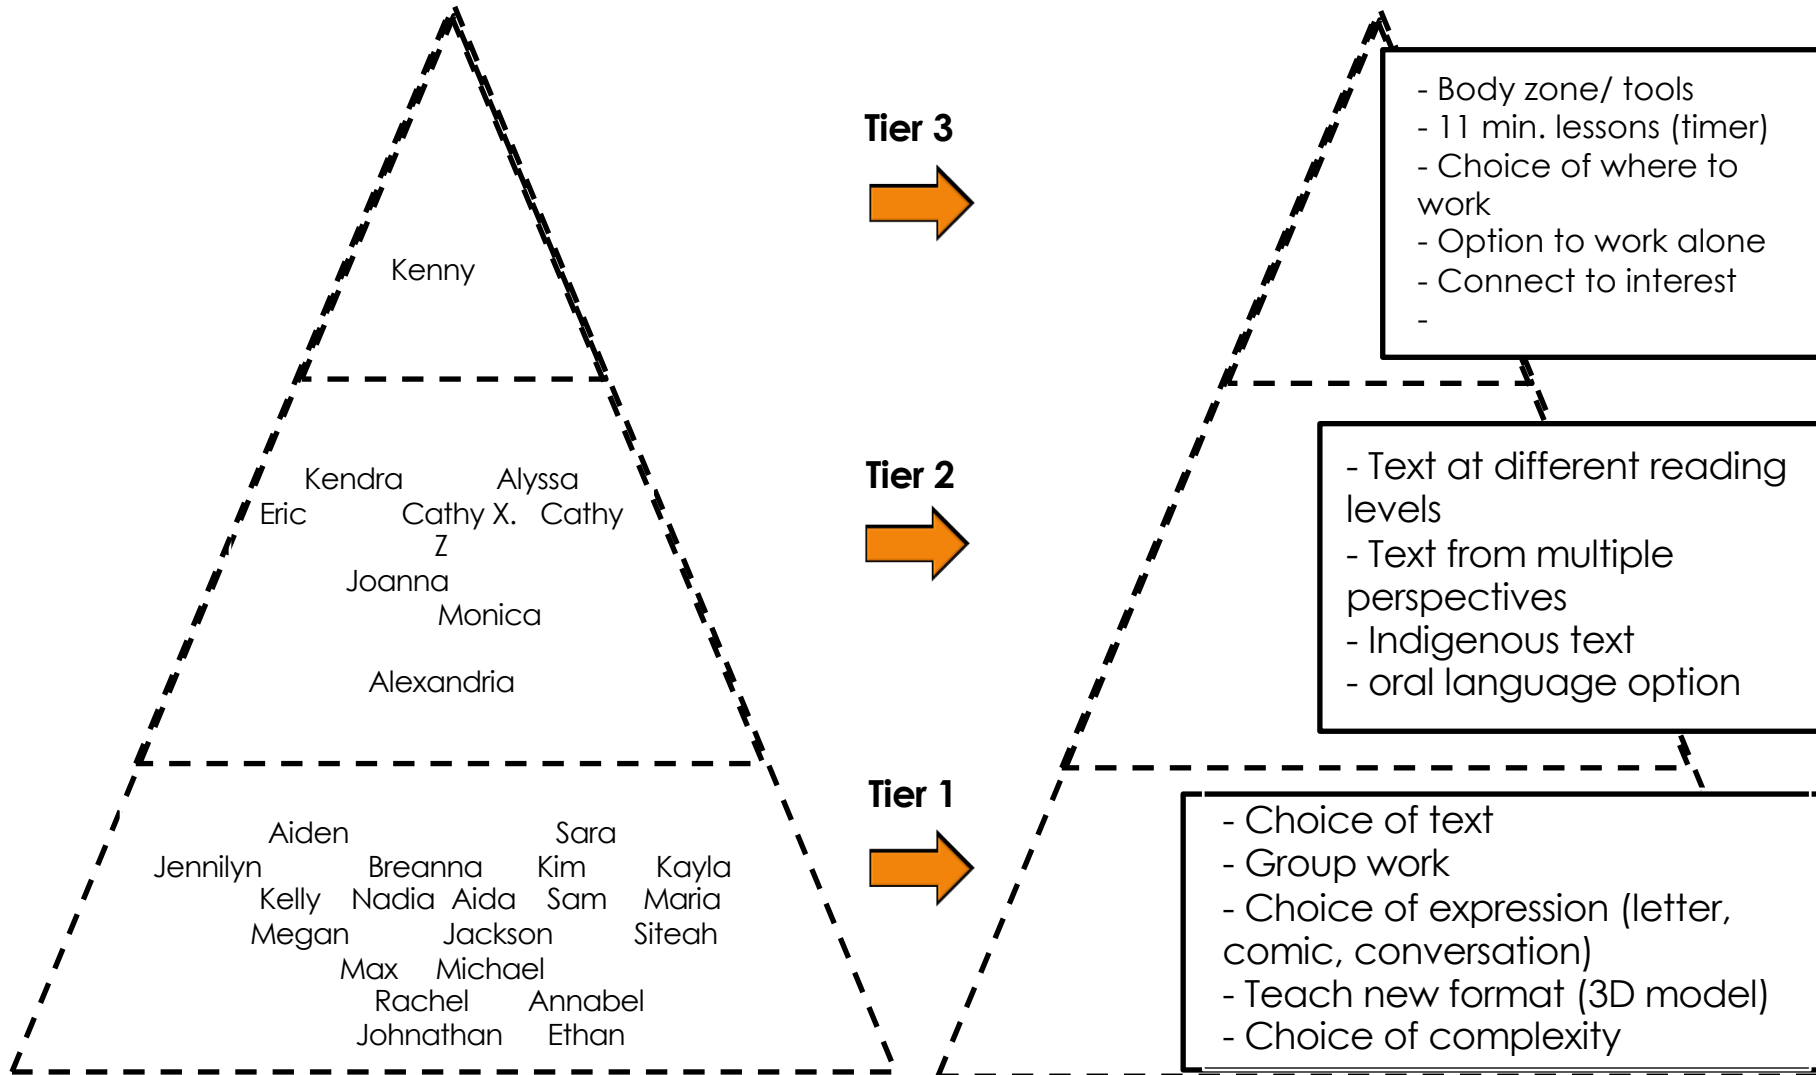 Kenny
Kendra Alyssa
Eric Cathy X. Cathy
Z
Joanna
Monica
Alexandria
Aiden Sara
Jennilyn Breanna Kim Kayla
Kelly Nadia Aida Sam Maria
Megan Jackson Siteah
Max Michael
Rachel Annabel
Johnathan Ethan
Tier 3
Tier 2
Tier 1
- Body zone/ tools
- 11 min. lessons (timer)
- Choice of where to
work
- Option to work alone
- Connect to interest
-
- Text at different reading
levels
- Text from multiple
perspectives
- Indigenous text
- oral language option
- Choice of text
- Group work
- Choice of expression (letter,
comic, conversation)
- Teach new format (3D model)
- Choice of complexity